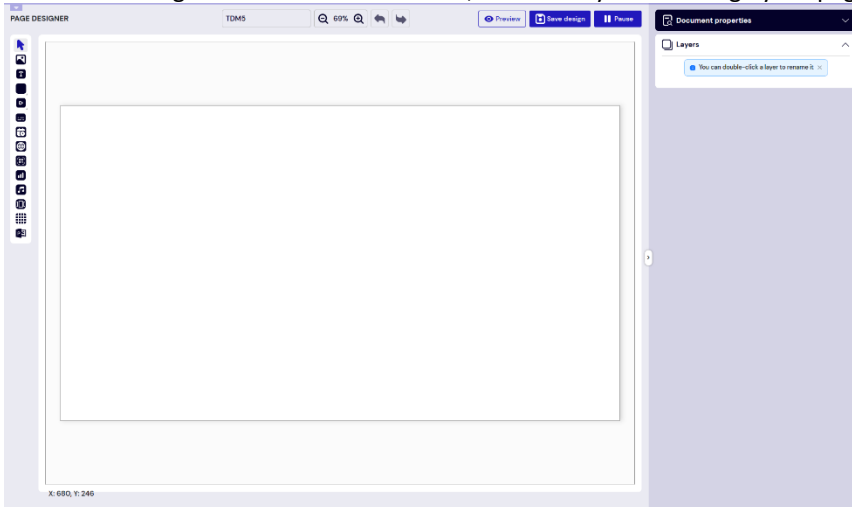 PAGE DESIGNER
TDM5
69%
Preview
Save design
Pause
Document properties
Layers
You can double-click a layer to rename it
X: 680, Y: 246